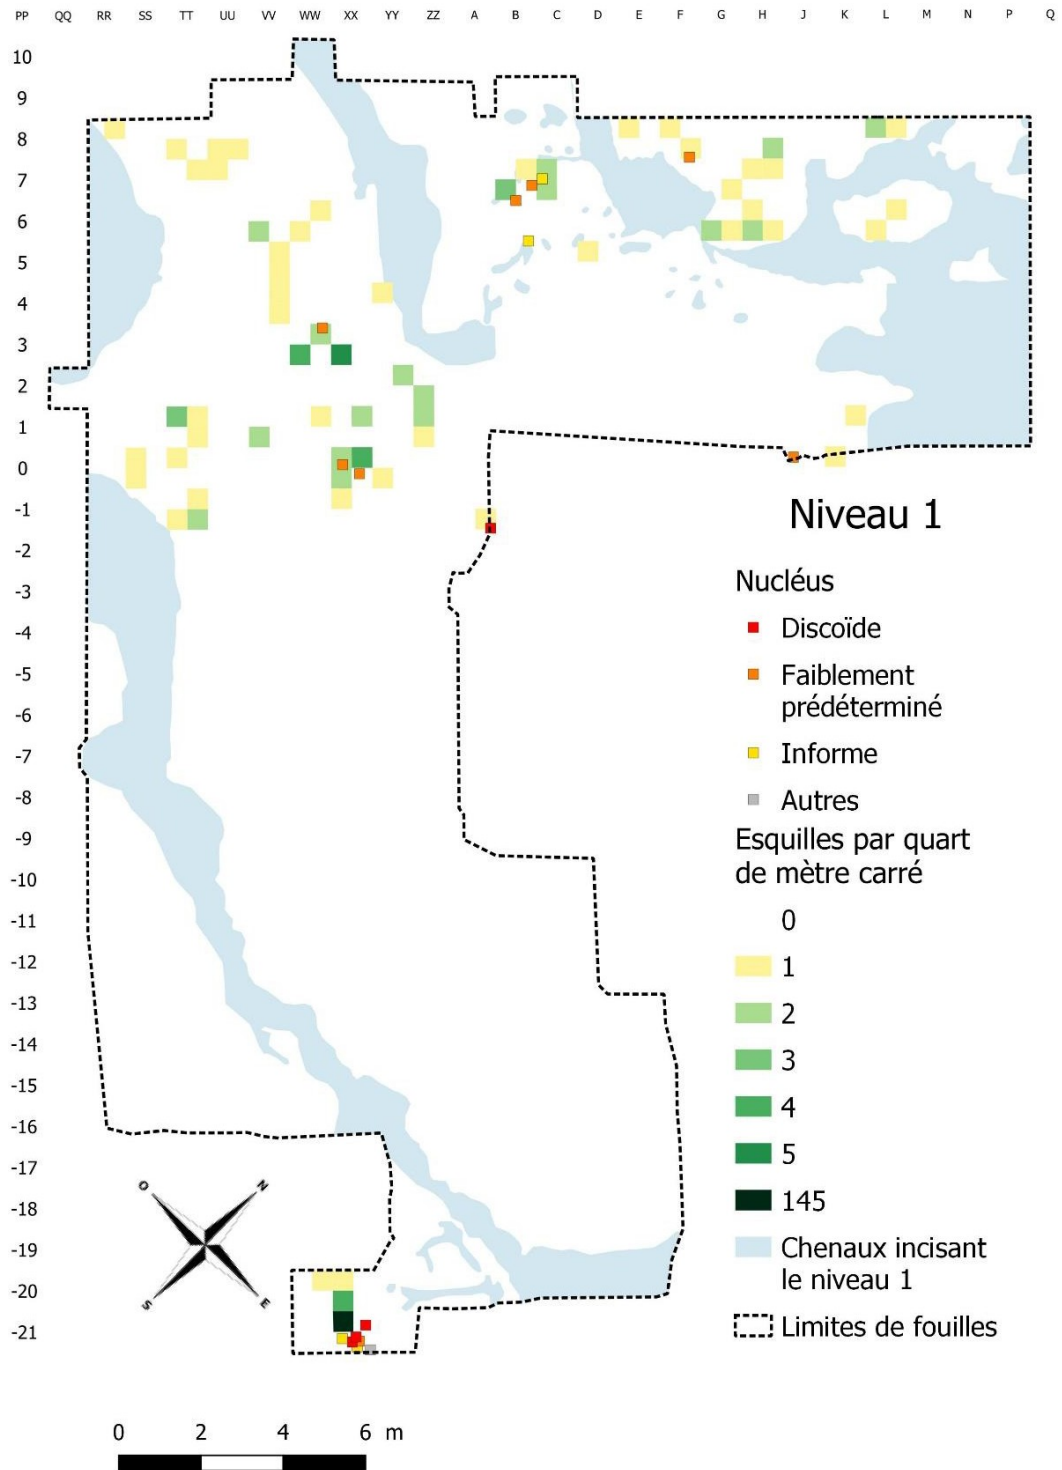 PP QQ RR SS TT UU VV WW XX YY ZZ A B C D E F G H J K L M N P Q
10
9
8
7
6
5
4
3
2
1
0
-1
-2
-3
-4
-5
-6
-7
-8
-9
-10
-11
-12
-13
-14
-15
-16
-17
-18
-19
-20
-21
Niveau 1
Nucléus
Discoïde
Faiblement
prédéterminé
Informe
Autres
Esquilles par quart
de mètre carré
0
1
2
3
4
5
145
Chenaux incisant
le niveau 1
Limites de fouilles
O N
S E
0 2 4 6 m